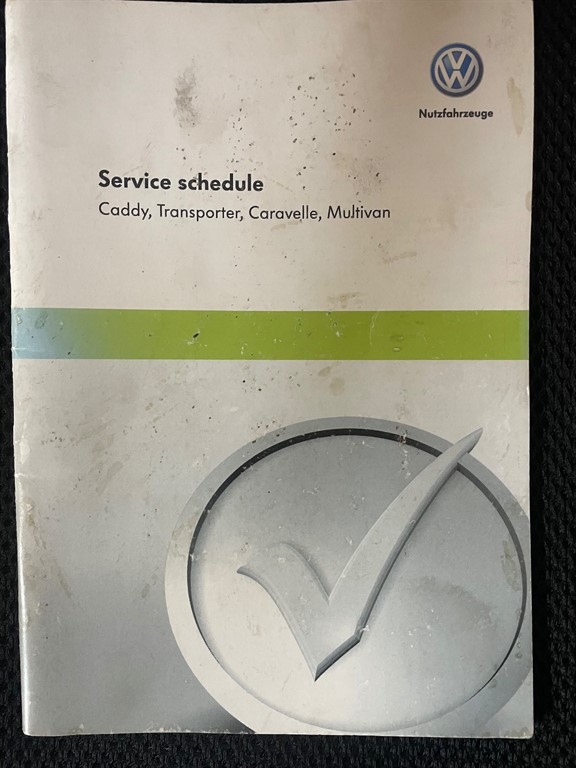 Nutzfahrzeuge
Service schedule
Caddy, Transporter, Caravelle, Multivan